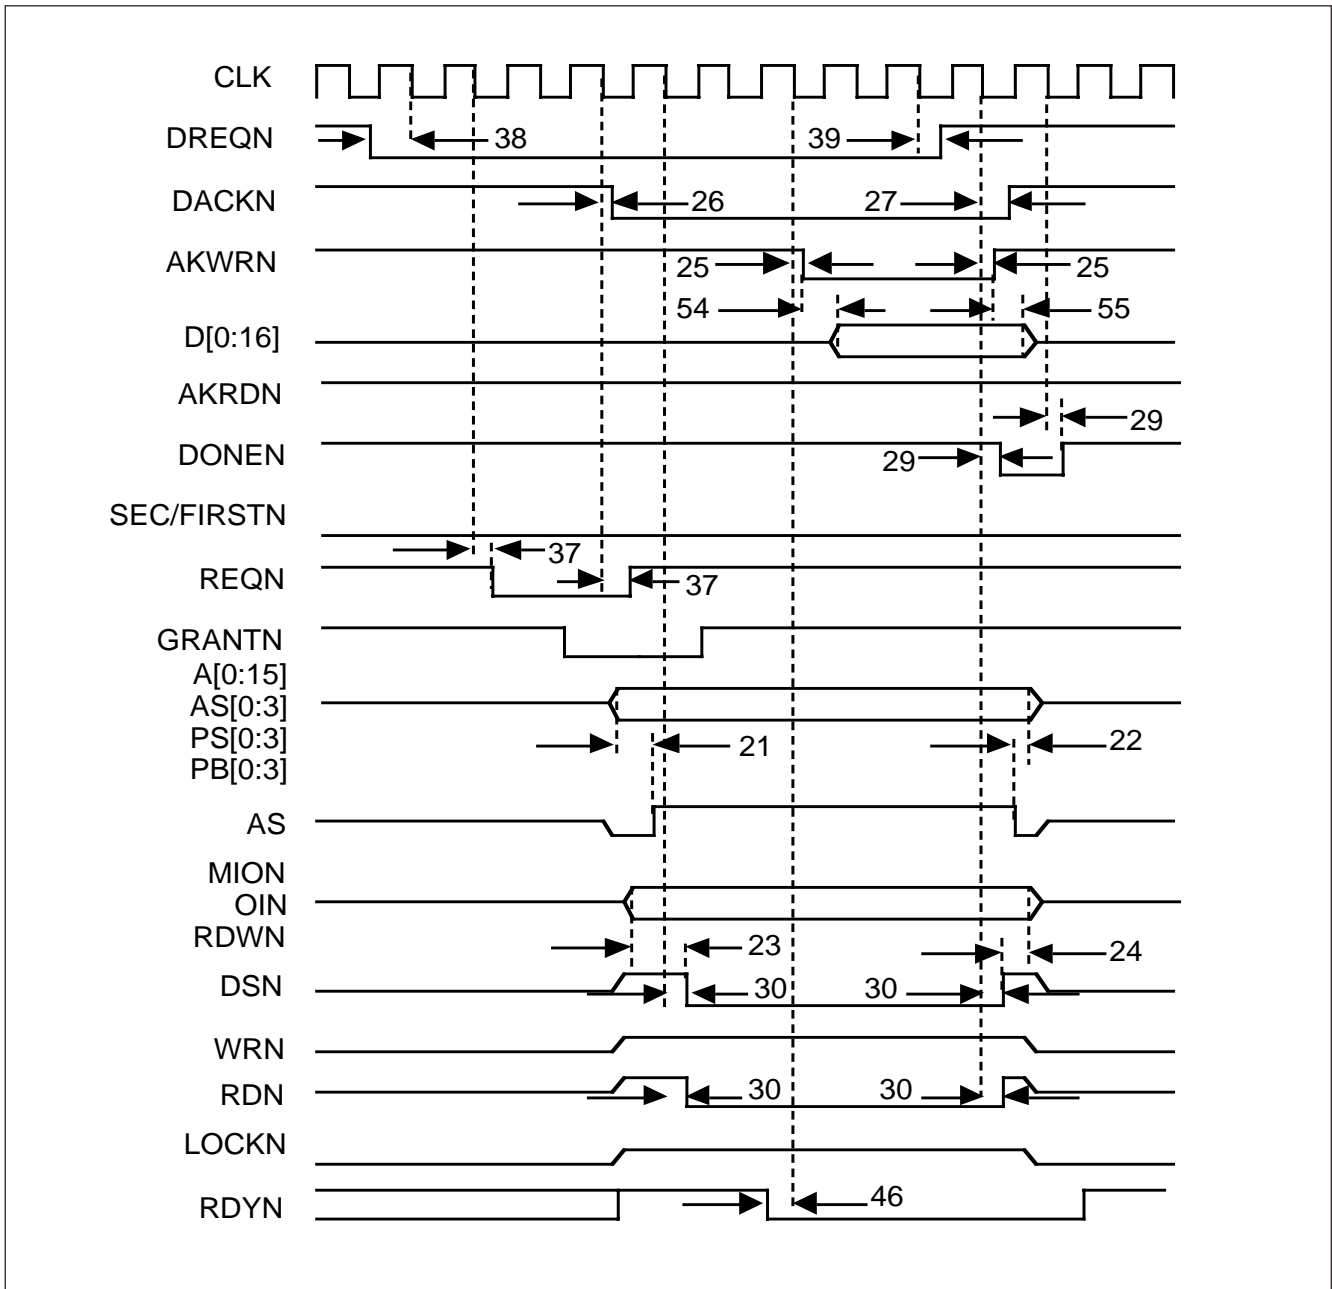 CLK
DREQN 38 39
DACKN 26 27
AKWRN 25 25
54 55
D[0:16]
AKRDN
29
DONEN 29
SEC/FIRSTN
37
REQN 37
GRANTN
A[0:15]
AS[0:3]
PS[0:3] 21 22
PB[0:3]
AS
MION
OIN
RDWN 23 24
DSN 30 30
WRN
RDN 30 30
LOCKN
RDYN 46